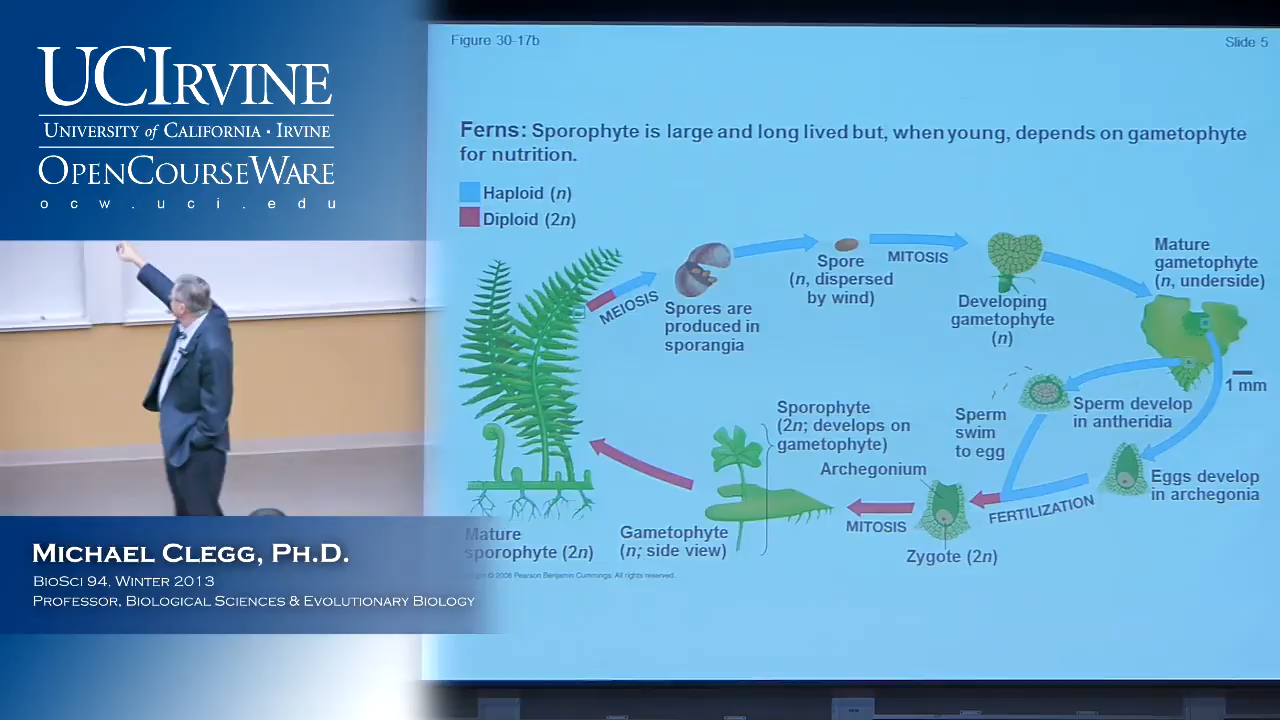 UCIRVINE
UNIVERSITY of CALIFORNIA · IRVINE
OPENCOURSEWARE
ocw.uci.edu
MICHAEL CLEGG, PH.D.
BIOSCI 94, WINTER 2013
PROFESSOR, BIOLOGICAL SCIENCES & EVOLUTIONARY BIOLOGY
Figure 30-17b
Slide 5
Ferns: Sporophyte is large and long lived but, when young, depends on gametophyte
for nutrition.
Haploid (n)
Diploid (2n)
MEIOSIS
Spores are
produced in
sporangia
Spore
(n, dispersed
by wind)
MITOSIS
Developing
gametophyte
(n)
Mature
gametophyte
(n, underside)
1 mm
Sperm develop
in antheridia
Sperm
swim
to egg
Eggs develop
in archegonia
FERTILIZATION
Zygote (2n)
MITOSIS
Archegonium
Sporophyte
(2n; develops on
gametophyte)
Gametophyte
(n; side view)
Mature
sporophyte (2n)
© 2008 Pearson Benjamin Cummings. All rights reserved.